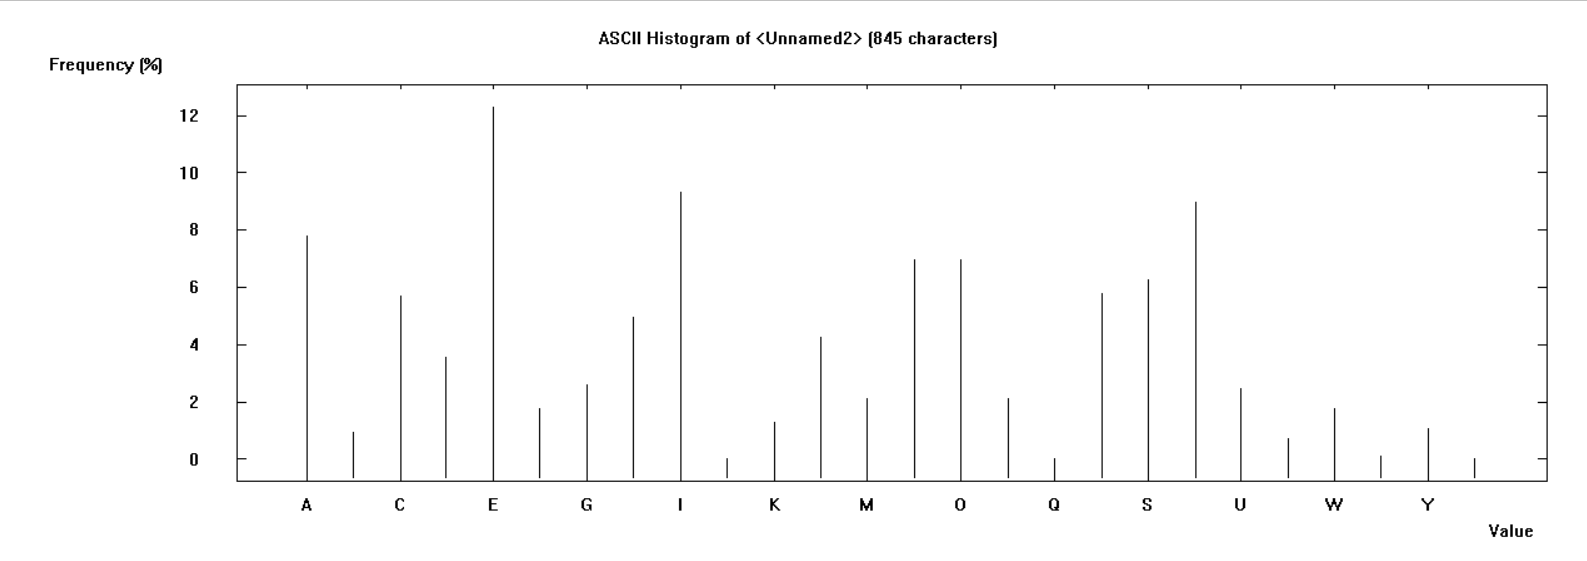 ASCII Histogram of <Unnamed2> (845 characters)
Frequency (%)
12
10
8
6
4
2
0
A C E G I K M O Q S U W Y
Value